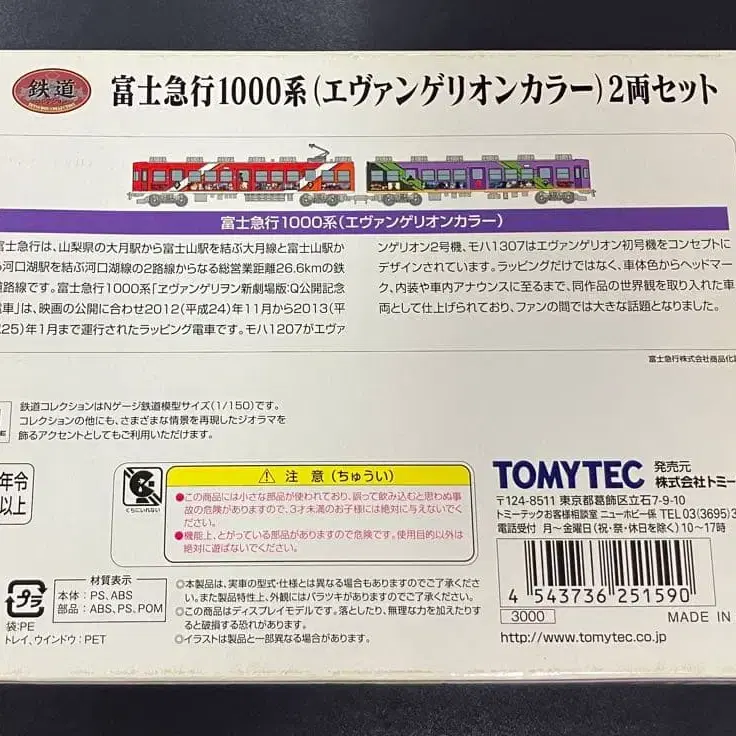 鉄道
富士急行1000系(エヴァンゲリオンカラー)2両セット
富士急行1000系(エヴァンゲリオンカラー)
富士急行は、山梨県の大月駅から富士山駅を結ぶ大月線と富士山駅か
河口湖駅を結ぶ河口湖線の2路線からなる総営業距離26.6kmの鉄
道路線です。富士急行1000系「ヱヴァンゲリヲン新劇場版:Q公開記念
車」は、映画の公開に合わせ2012(平成24)年11月から2013(平
25)年1月まで運行されたラッピング電車です。モハ1207がエヴァ
ンゲリオン2号機、モハ1307はエヴァンゲリオン初号機をコンセプトに
デザインされています。ラッピングだけではなく、車体色からヘッドマー
ク、内装や車内アナウンスに至るまで、同作品の世界観を取り入れた車
両として仕上げられており、ファンの間では大きな話題となりました。
富士急行株式会社商品化
鉄道コレクションはNゲージ鉄道模型サイズ(1/150)です。
コレクションの他にも、さまざまな情景を再現したジオラマを
飾るアクセントとしてもご利用いただけます。
年令
以上
くちにいれない
注意(ちゅうい)
●この商品には小さな部品が使われており、誤って飲み込むと思わぬ事
故の危険がありますので、3才未満のお子様には絶対に与えないでく
ださい。
●機能上、とがっている部品がありますので危険です。使用目的以外は
絶対に遊ばないでください。
TOMYTEC 発売元
株式会社トミー
〒124-8511 東京都葛飾区立石7-9-10
トミーテックお客様相談室 ニューホビー係 TEL03(3695)3
電話受付 月～金曜日(祝・祭・休日を除く)10～17時
プラ
袋:PE
トレイ、ウインドウ:PET
材質表示
本体：PS、ABS
部品：ABS、PS、POM
◎本製品は、実車の型式・仕様とは異なる場合もありますのでご了承くださ
い。また製品特性上、外観にはバラツキがありますのでご了承ください。
◎この商品はディスプレイモデルです。落としたり、無理な力を加えたりす
ると破損する恐れがあります。
◎イラストは製品と一部異なる場合があります。
4 543736 251590
3000
MADE IN
http://www.tomytec.co.jp